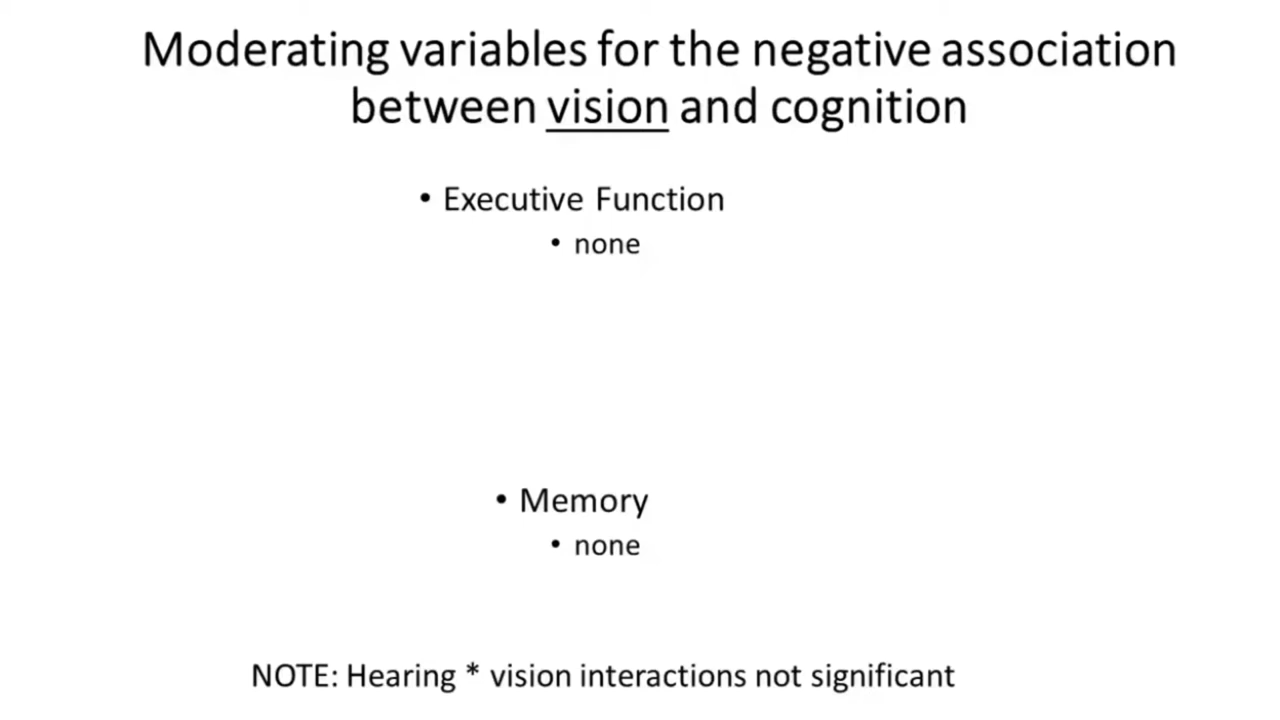 Moderating variables for the negative association
between vision and cognition
• Executive Function
• none
• Memory
• none
NOTE: Hearing * vision interactions not significant